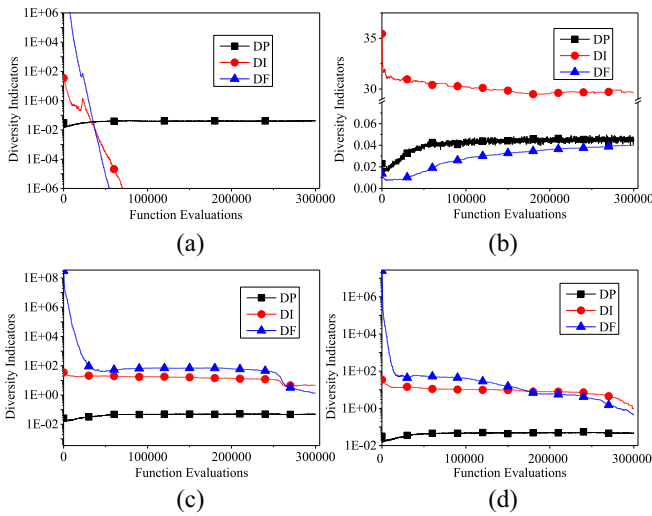 1E+06
1E+04
1E+02
1E+00
1E-02
1E-04
1E-06
Diversity Indicators
DP
DI
DF
0
100000
200000
300000
Function Evaluations
(a)
35
30
0.06
0.04
0.02
0.00
Diversity Indicators
DP
DI
DF
0
100000
200000
300000
Function Evaluations
(b)
1E+08
1E+06
1E+04
1E+02
1E+00
1E-02
Diversity Indicators
DP
DI
DF
0
100000
200000
300000
Function Evaluations
(c)
1E+06
1E+04
1E+02
1E+00
1E-02
Diversity Indicators
DP
DI
DF
0
100000
200000
300000
Function Evaluations
(d)